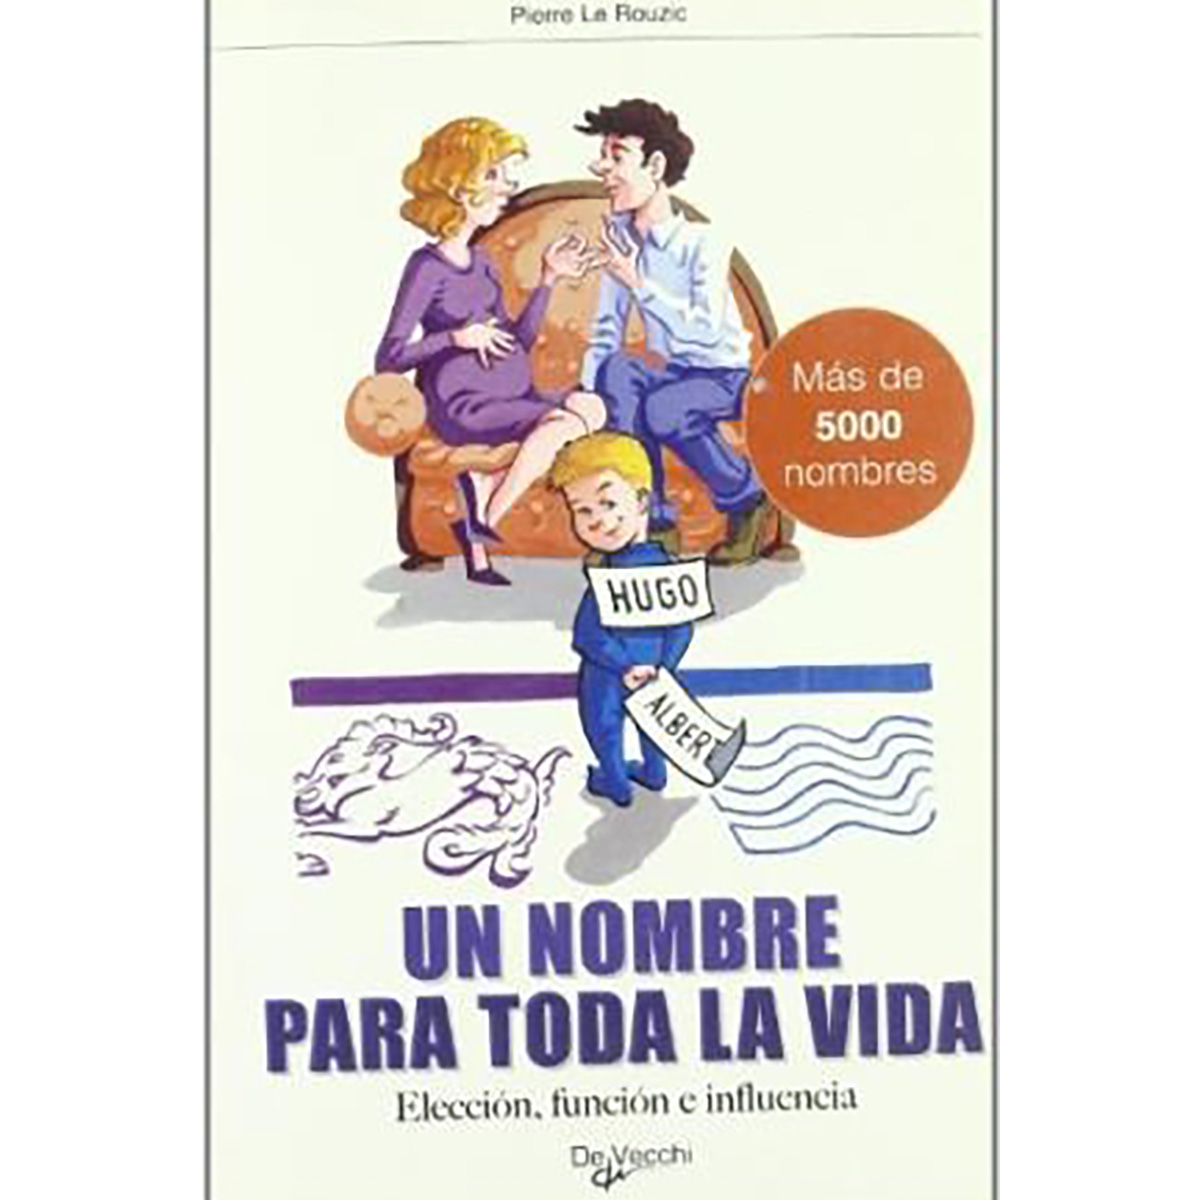 Pierre Le Rouzic
Más de
5000
nombres
HUGO
ALBERT
UN NOMBRE
PARA TODA LA VIDA
Elección, función e influencia
De Vecchi